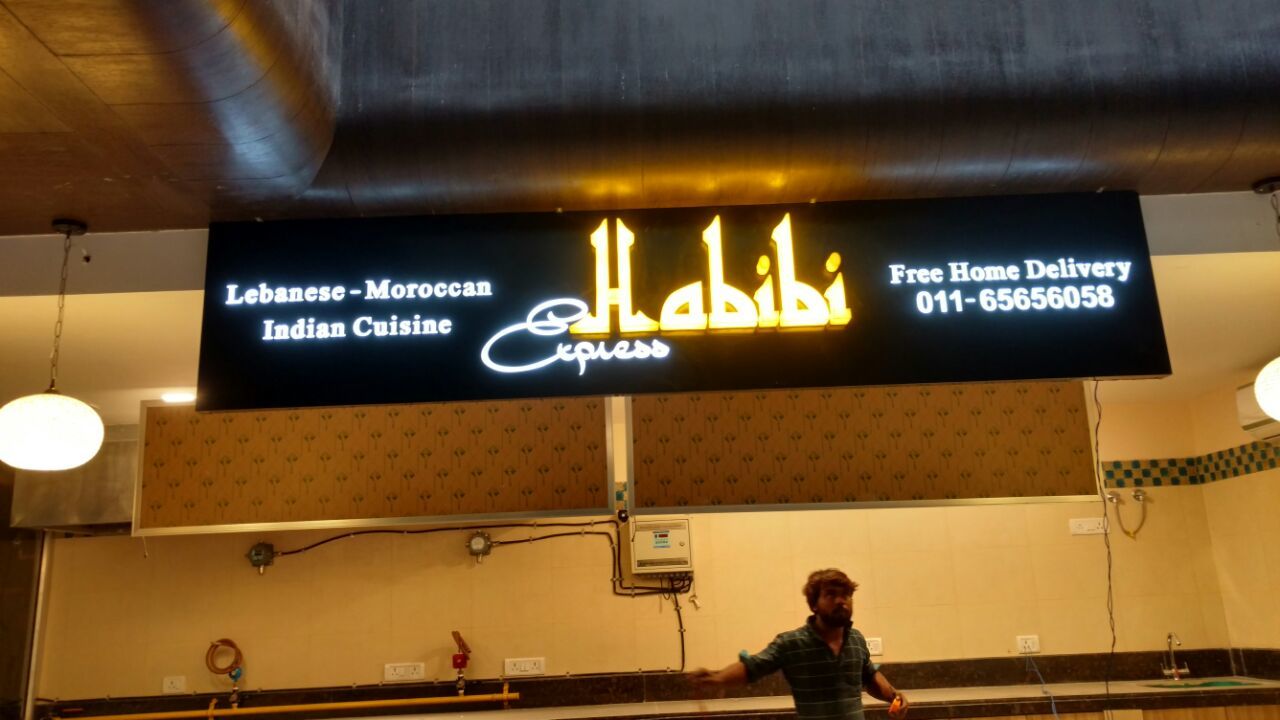 Lebanese - Moroccan
Indian Cuisine
Habibi
Express
Free Home Delivery
011-65656058